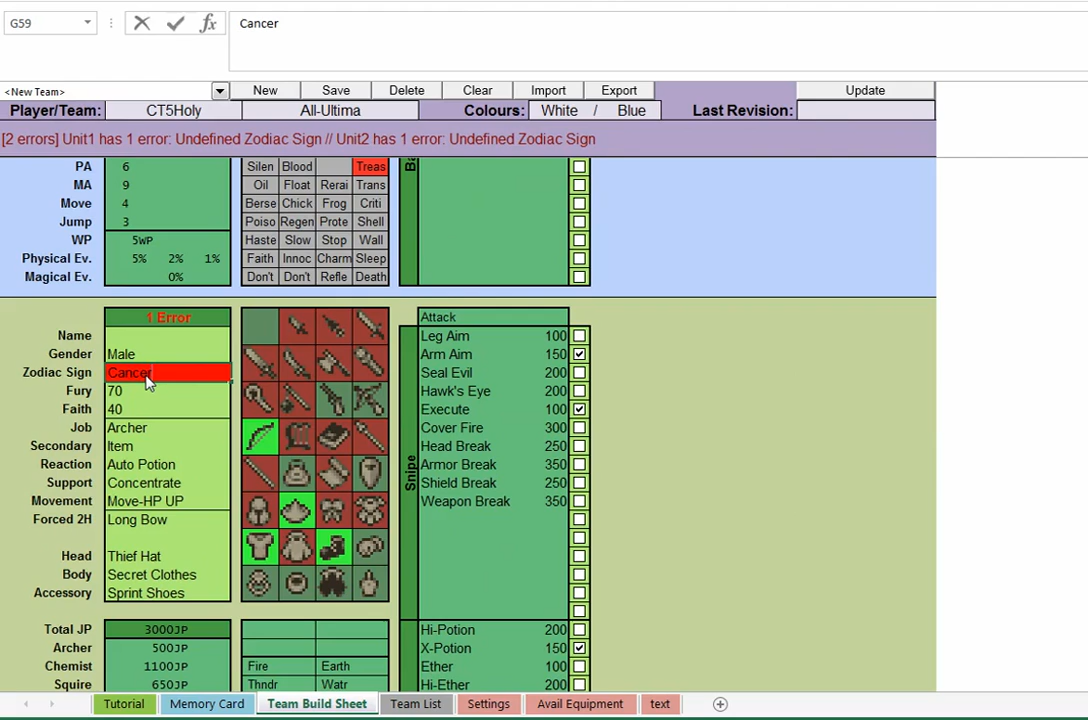 G59 fx Cancer
<New Team> New Save Delete Clear Import Export Update
Player/Team: CT5Holy All-Ultima Colours: White / Blue Last Revision:
[2 errors] Unit1 has 1 error: Undefined Zodiac Sign // Unit2 has 1 error: Undefined Zodiac Sign
PA 6 Silen Blood Treas Ba
MA 9 Oil Float Rerai Trans
Move 4 Berse Chick Frog Criti
Jump 3 Poiso Regen Prote Shell
WP 5WP Haste Slow Stop Wall
Physical Ev. 5% 2% 1% Faith Innoc Charm Sleep
Magical Ev. 0% Don't Don't Refle Death
1 Error Attack
Name Leg Aim 100
Gender Male Arm Aim 150
Zodiac Sign Cancer Seal Evil 200
Fury 70 Hawk's Eye 200
Faith 40 Execute 100
Job Archer Cover Fire 300
Secondary Item Head Break 250
Reaction Auto Potion Armor Break 350
Support Concentrate Snipe Shield Break 250
Movement Move-HP UP Weapon Break 350
Forced 2H Long Bow
Head Thief Hat
Body Secret Clothes
Accessory Sprint Shoes
Total JP 3000JP Hi-Potion 200
Archer 500JP X-Potion 150
Chemist 1100JP Fire Earth Ether 100
Squire 650JP Thndr Watr Hi-Ether 200
Tutorial Memory Card Team Build Sheet Team List Settings Avail Equipment text